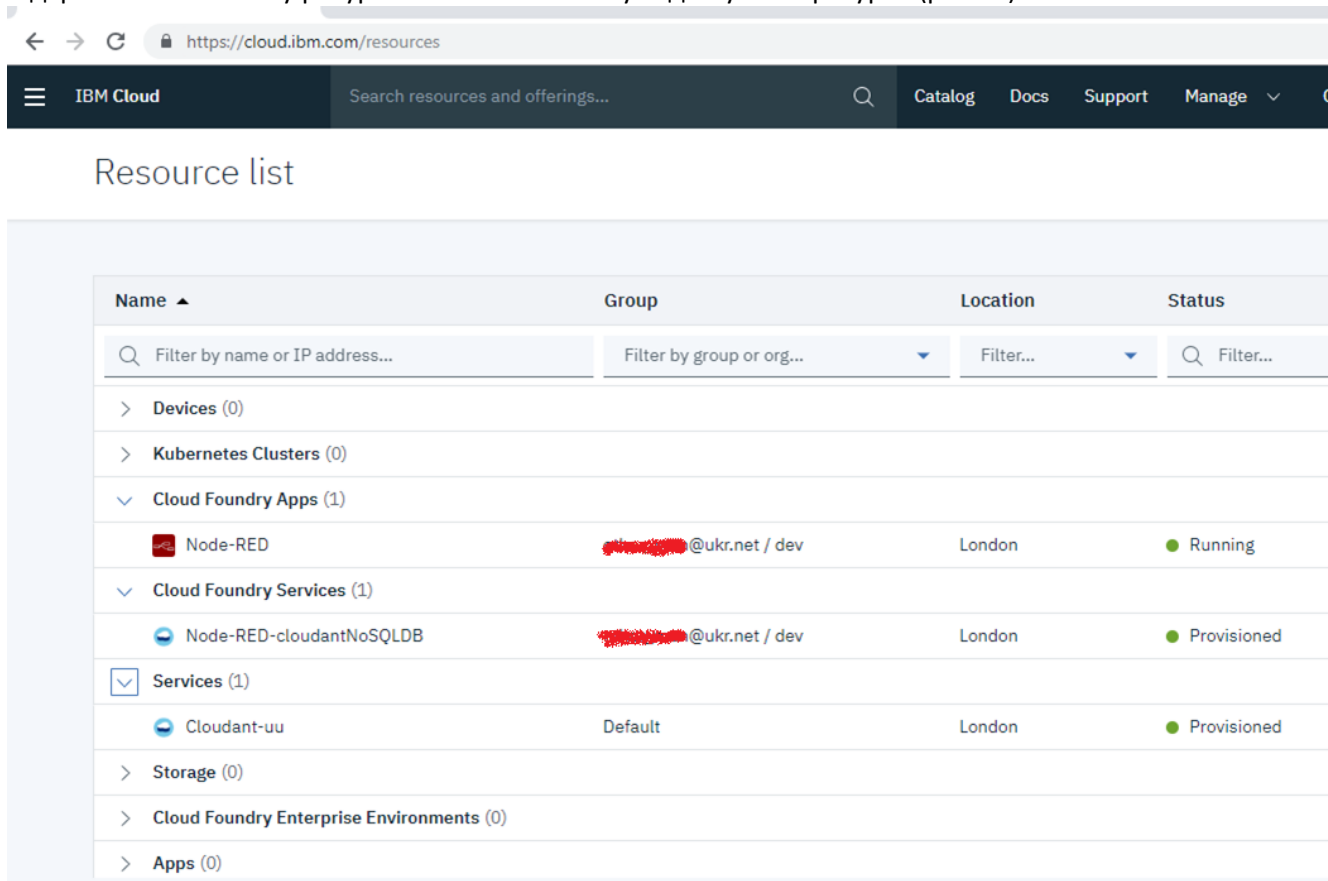 https://cloud.ibm.com/resources
IBM Cloud Search resources and offerings... Catalog Docs Support Manage
Resource list
Name Group Location Status
Filter by name or IP address... Filter by group or org... Filter... Filter...
Devices (0)
Kubernetes Clusters (0)
Cloud Foundry Apps (1)
Node-RED @ukr.net / dev London Running
Cloud Foundry Services (1)
Node-RED-cloudantNoSQLDB @ukr.net / dev London Provisioned
Services (1)
Cloudant-uu Default London Provisioned
Storage (0)
Cloud Foundry Enterprise Environments (0)
Apps (0)